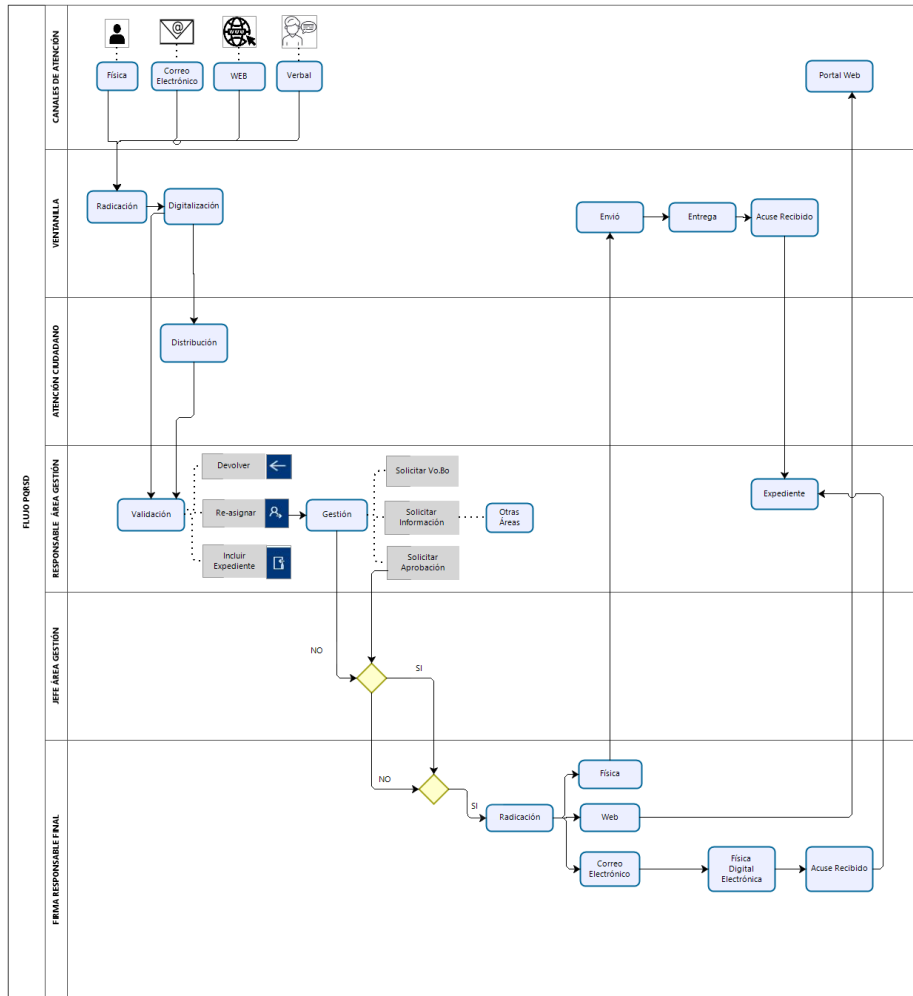 FLUJO PQRSD
CANALES DE ATENCIÓN
@
WWW
Física
Correo
Electrónico
WEB
Verbal
Portal Web
VENTANILLA
Radicación
Digitalización
Envió
Entrega
Acuse Recibido
ATENCIÓN CIUDADANO
Distribución
RESPONSABLE ÁREA GESTIÓN
Devolver
Solicitar Vo.Bo
Expediente
Validación
Re-asignar
Gestión
Solicitar
Información
Otras
Áreas
Incluir
Expediente
Solicitar
Aprobación
JEFE ÁREA GESTIÓN
NO
SI
FIRMA RESPONSABLE FINAL
NO
SI
Radicación
Física
Web
Correo
Electrónico
Física
Digital
Electrónica
Acuse Recibido